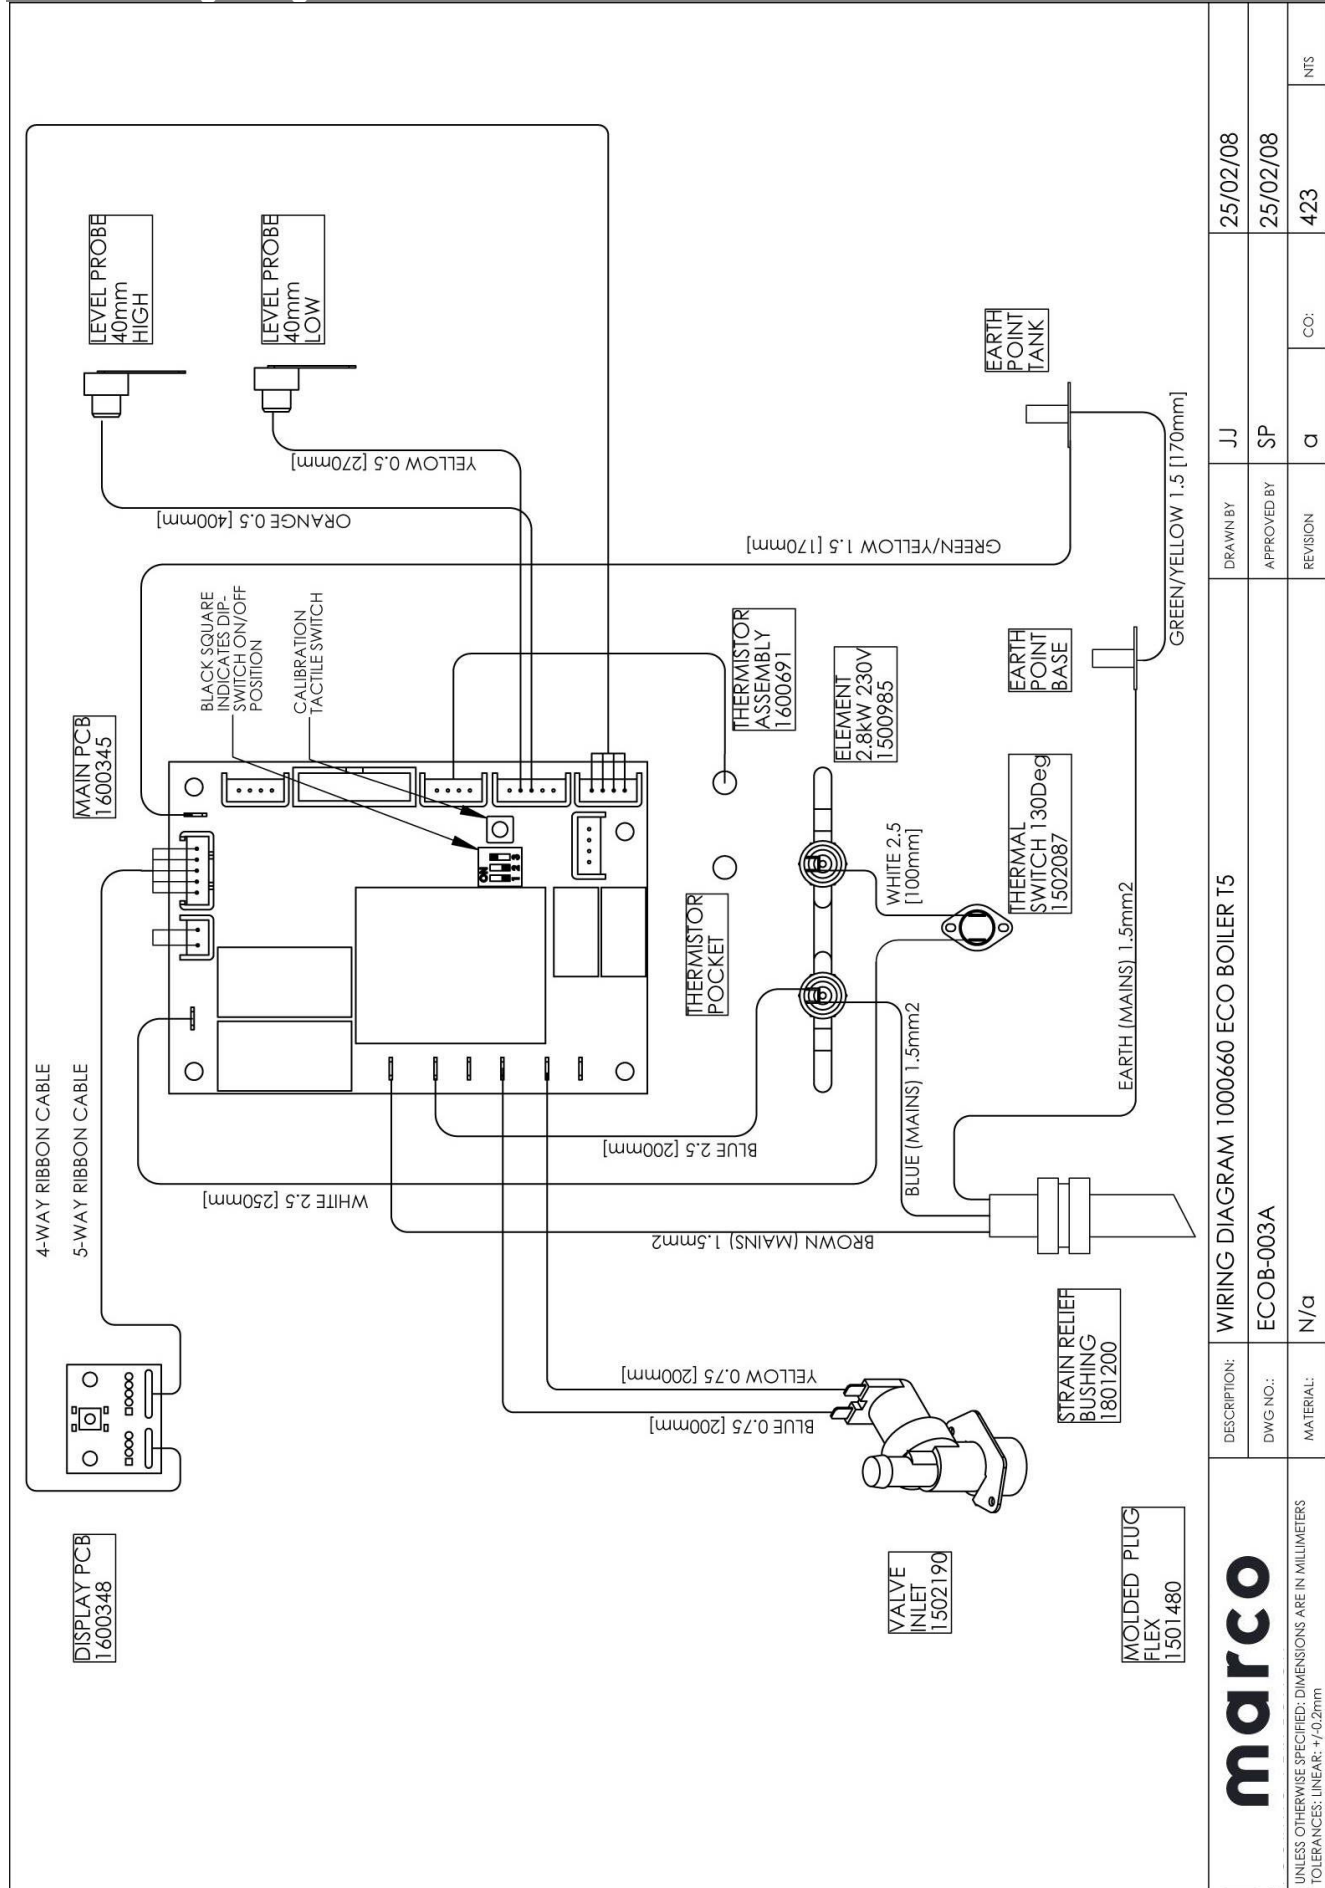 4-WAY RIBBON CABLE
5-WAY RIBBON CABLE
DISPLAY PCB
1600348
MAIN PCB
1600345
LEVEL PROBE
40mm
HIGH
LEVEL PROBE
40mm
LOW
BLACK SQUARE
INDICATES DIP-
SWITCH ON/OFF
POSITION
CALIBRATION
TACTILE SWITCH
ON
1 2 3
ORANGE 0.5 [400mm]
YELLOW 0.5 [270mm]
WHITE 2.5 [250mm]
BLUE 2.5 [200mm]
BROWN (MAINS) 1.5mm2
YELLOW 0.75 [200mm]
BLUE 0.75 [200mm]
GREEN/YELLOW 1.5 [170mm]
THERMISTOR
POCKET
THERMISTOR
ASSEMBLY
1600691
ELEMENT
2.8kW 230V
1500985
WHITE 2.5
[100mm]
BLUE (MAINS) 1.5mm2
THERMAL
SWITCH 130Deg
1502087
EARTH
POINT
BASE
EARTH
POINT
TANK
EARTH (MAINS) 1.5mm2
GREEN/YELLOW 1.5 [170mm]
VALVE
INLET
1502190
STRAIN RELIEF
BUSHING
1801200
MOLDED PLUG
FLEX
1501480
marco
UNLESS OTHERWISE SPECIFIED: DIMENSIONS ARE IN MILLIMETERS
TOLERANCES: LINEAR: +/-0.2mm
DESCRIPTION: WIRING DIAGRAM 1000660 ECO BOILER T5
DRAWN BY JJ 25/02/08
DWG NO.: ECOB-003A
APPROVED BY SP 25/02/08
MATERIAL: N/a
REVISION a CO: 423 NTS